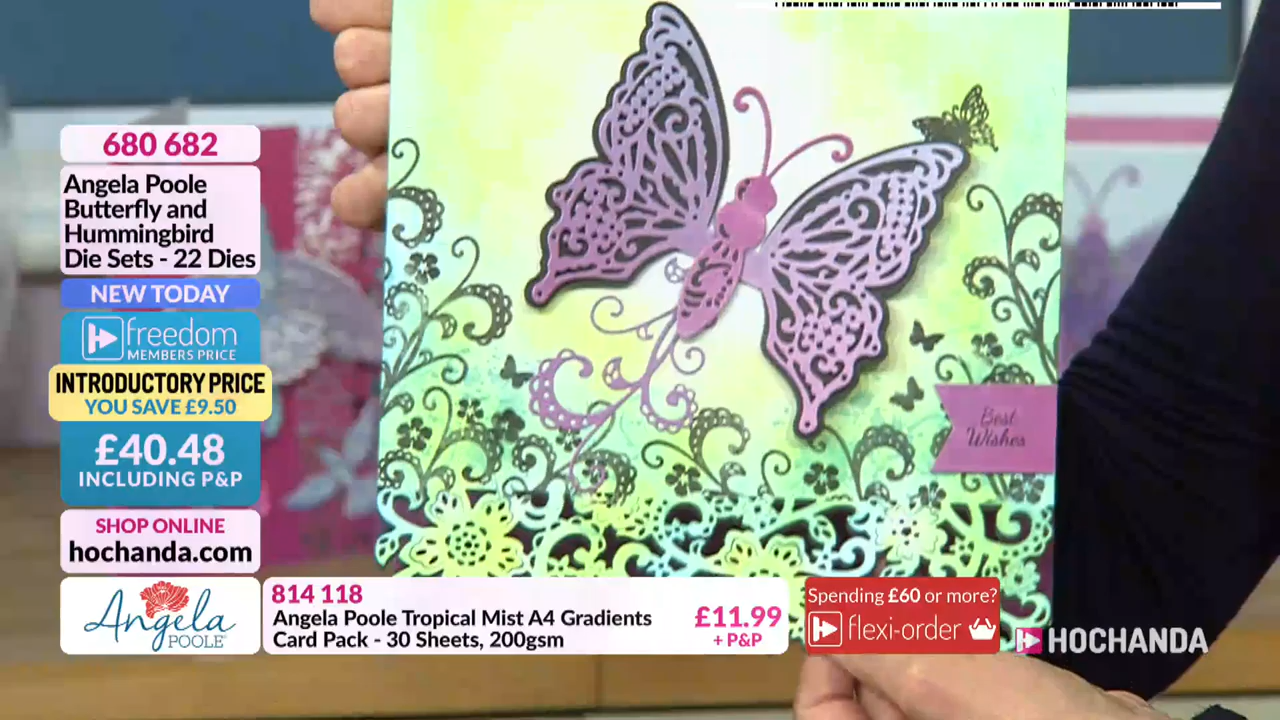 680 682
Angela Poole
Butterfly and
Hummingbird
Die Sets - 22 Dies
NEW TODAY
freedom
MEMBERS PRICE
INTRODUCTORY PRICE
YOU SAVE £9.50
£40.48
INCLUDING P&P
SHOP ONLINE
hochanda.com
Angela
POOLE
814 118
Angela Poole Tropical Mist A4 Gradients
Card Pack - 30 Sheets, 200gsm
£11.99
+ P&P
Spending £60 or more?
flexi-order
HOCHANDA
Best
Wishes